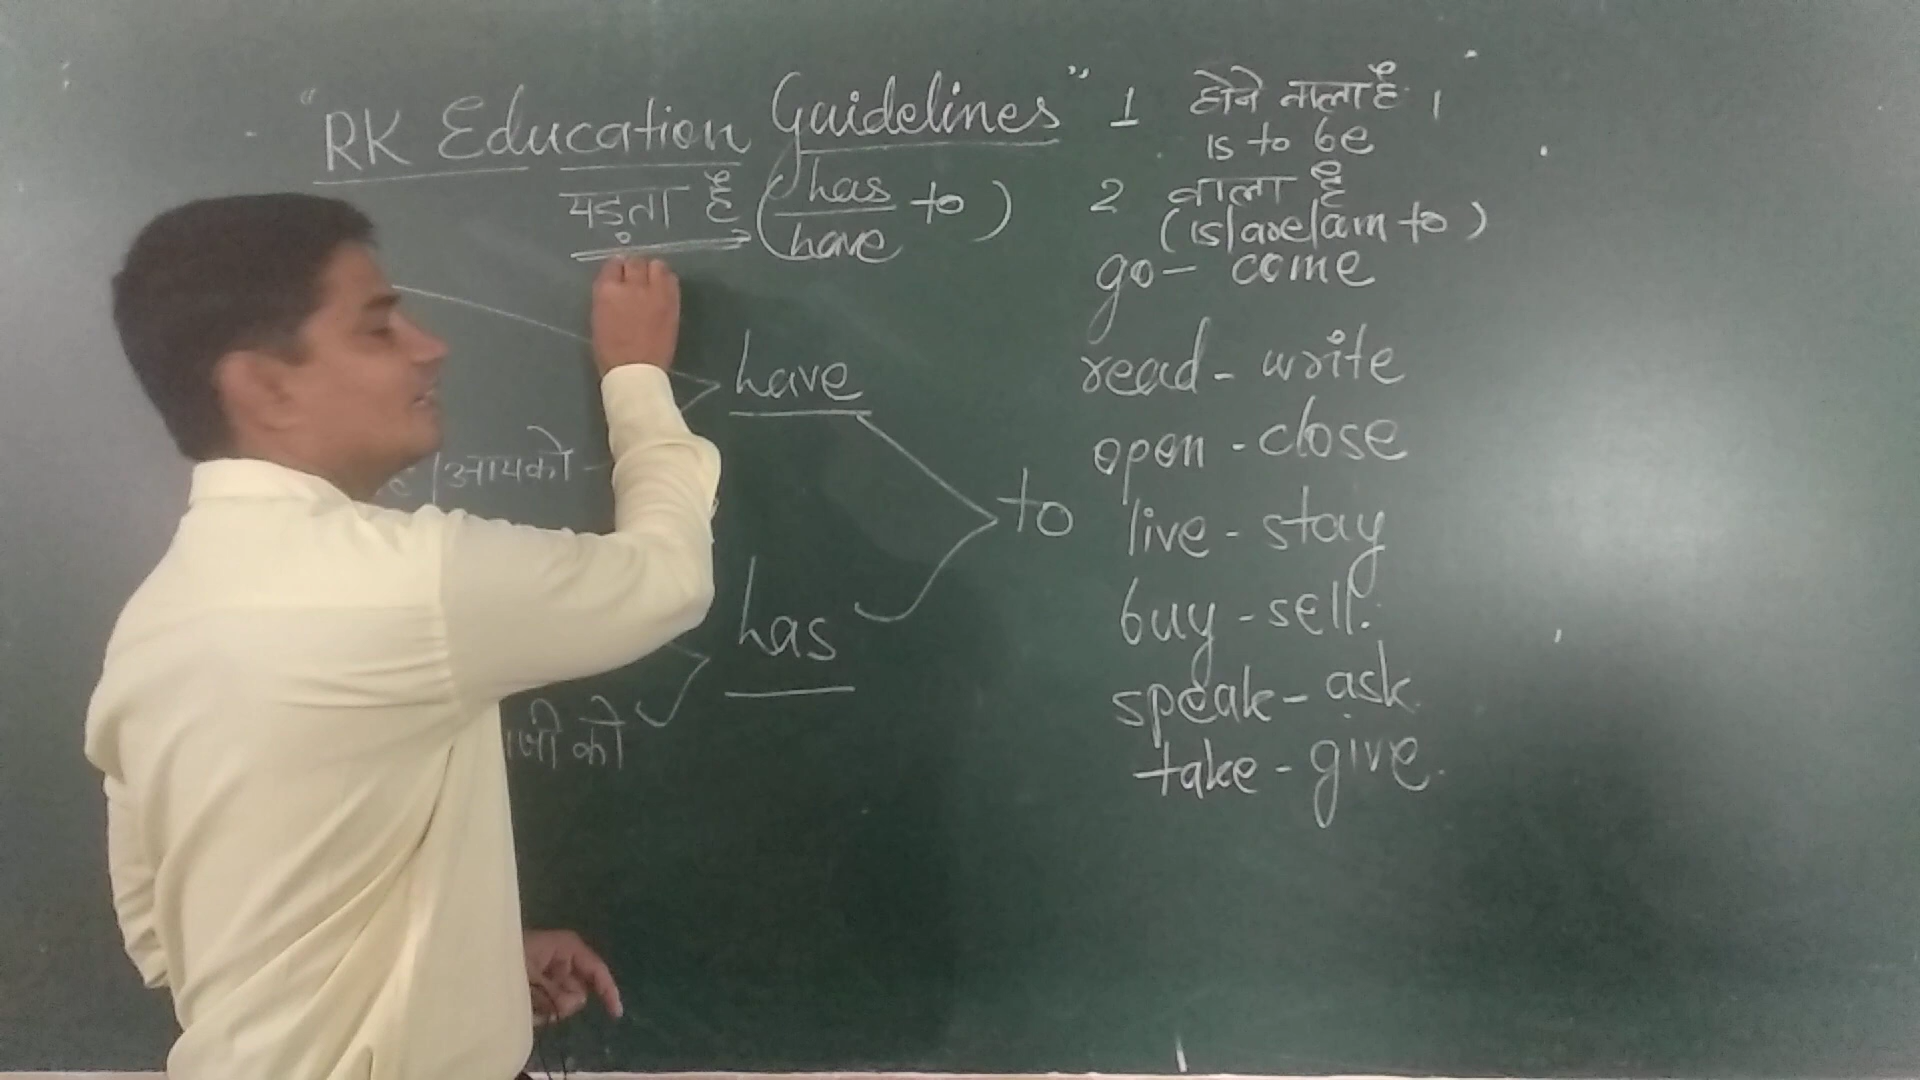 "RK Education Guidelines"
पड़ता है ( has / have to )
have
/आपको
to
has
जी को
1 होने वाला है ।
is to be
2 वाला है
(is/are/am to)
go - come
read - write
open - close
live - stay
buy - sell.
speak - ask
take - give.